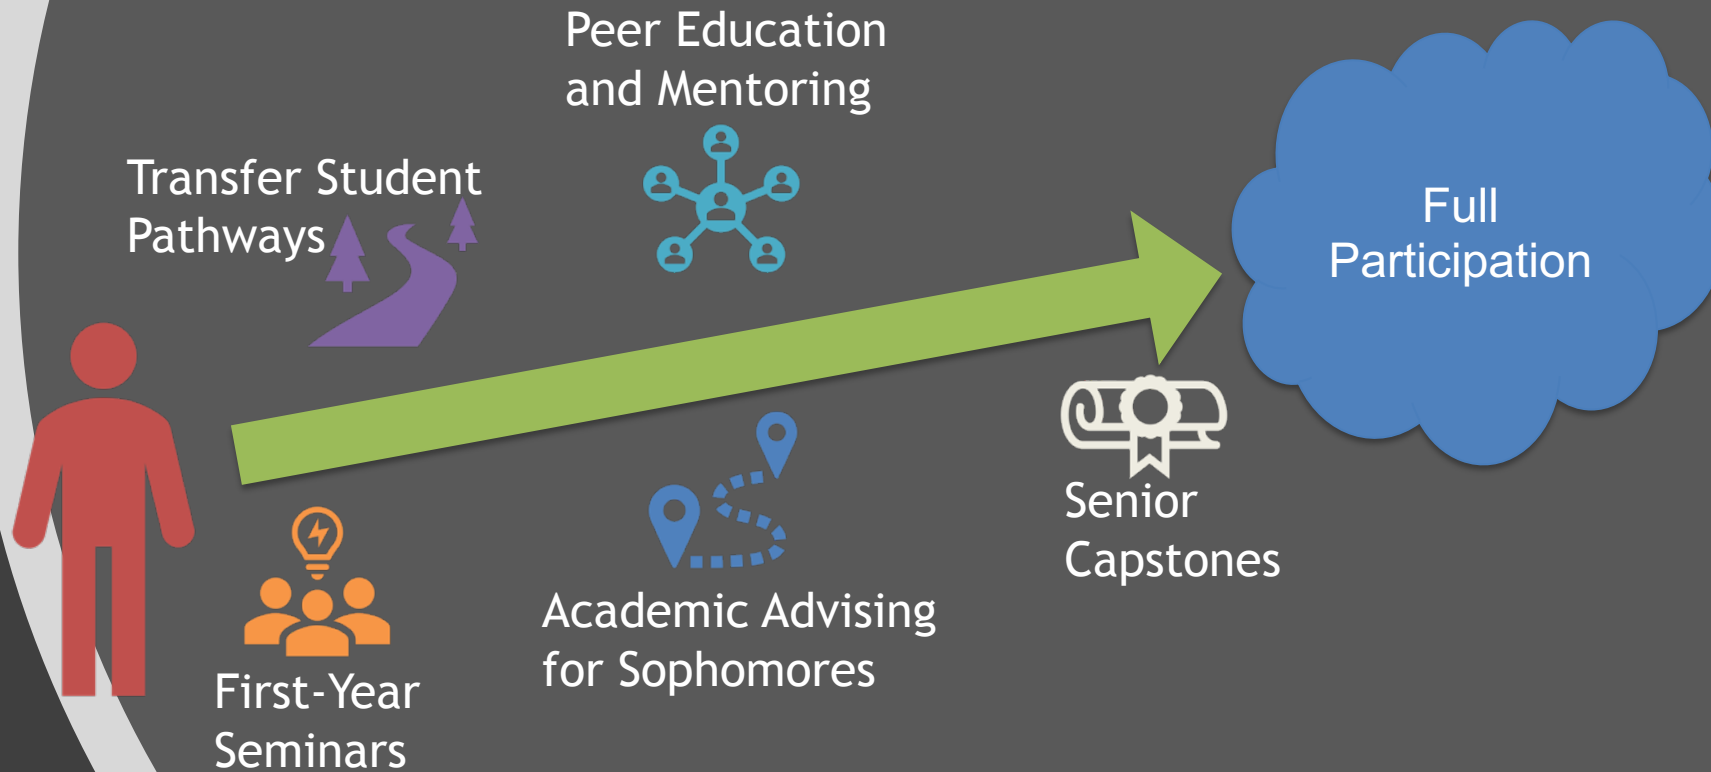 Peer Education
and Mentoring
Transfer Student
Pathways
Full
Participation
Senior
Capstones
Academic Advising
for Sophomores
First-Year
Seminars